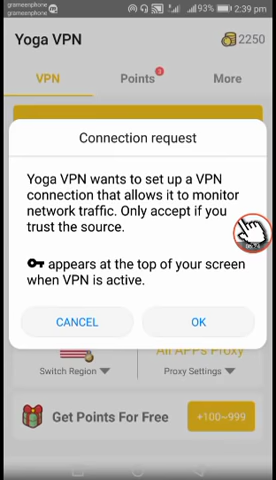 grameenphone
grameenphone
93% 2:39 pm
Yoga VPN
2250
VPN
Points
3
More
Connection request
Yoga VPN wants to set up a VPN
connection that allows it to monitor
network traffic. Only accept if you
trust the source.
appears at the top of your screen
when VPN is active.
CANCEL
OK
All APPs Proxy
Switch Region
Proxy Settings
Get Points For Free
+100~999